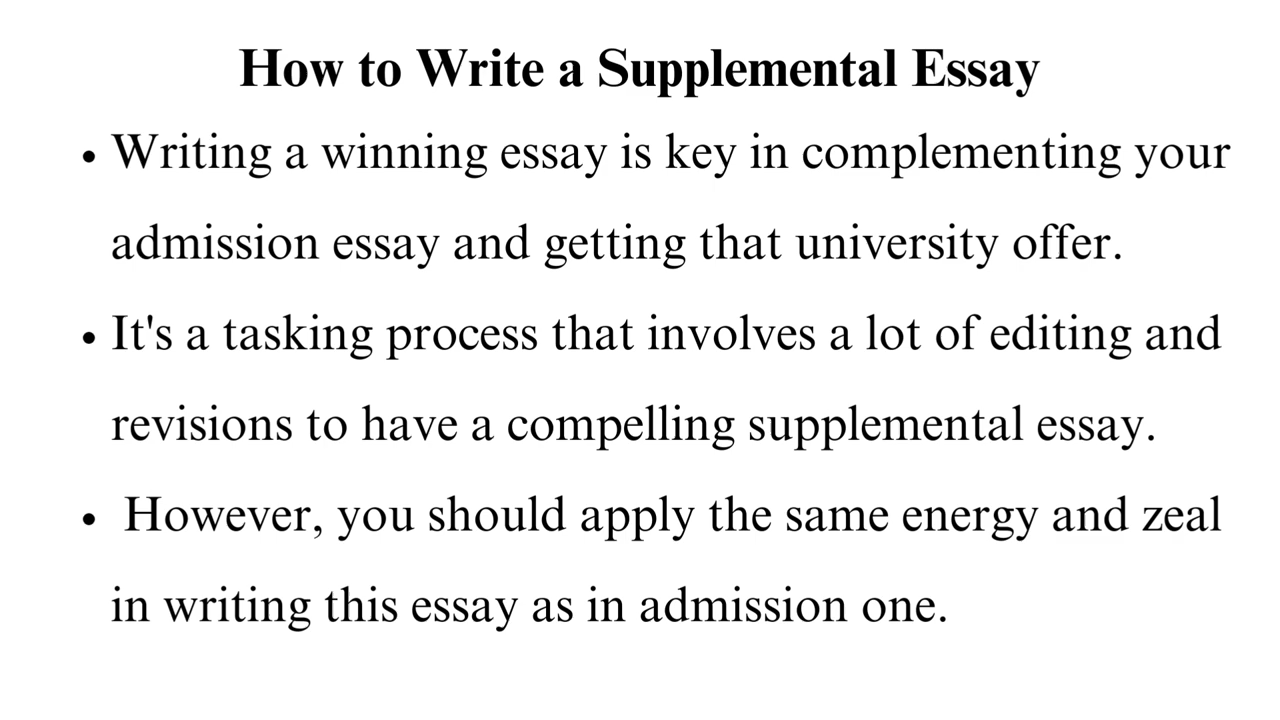 How to Write a Supplemental Essay
• Writing a winning essay is key in complementing your
admission essay and getting that university offer.
• It's a tasking process that involves a lot of editing and
revisions to have a compelling supplemental essay.
• However, you should apply the same energy and zeal
in writing this essay as in admission one.